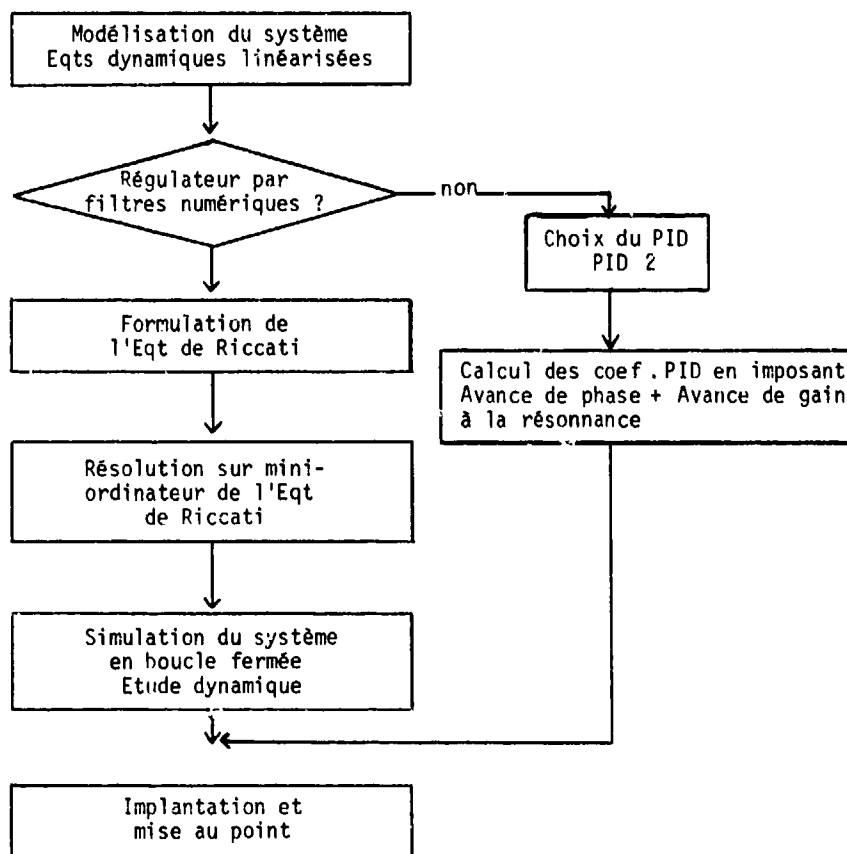 Modélisation du système
Eqts dynamiques linéarisées
Régulateur par
filtres numériques ?
non
Choix du PID
PID 2
Formulation de
l'Eqt de Riccati
Calcul des coef.PID en imposant
Avance de phase + Avance de gain
à la résonnance
Résolution sur mini-
ordinateur de l'Eqt
de Riccati
Simulation du système
en boucle fermée
Etude dynamique
Implantation et
mise au point